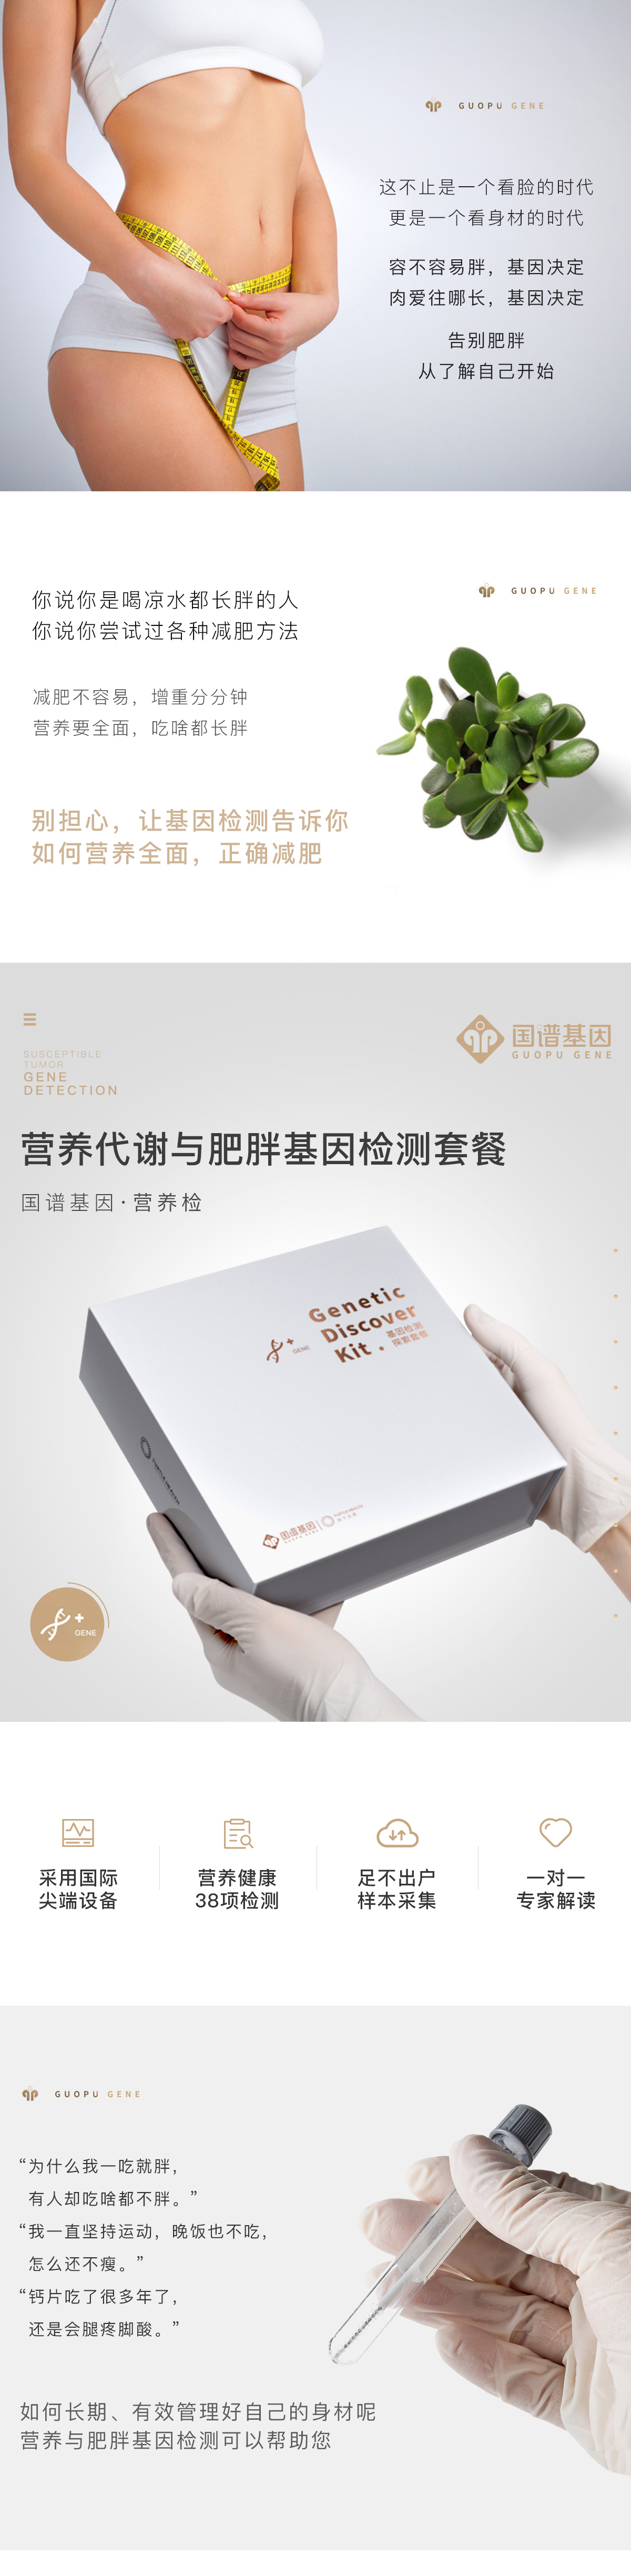 GUOPU GENE
这不止是一个看脸的时代
更是一个看身材的时代
容不容易胖，基因决定
肉爱往哪长，基因决定
告别肥胖
从了解自己开始
GUOPU GENE
你说你是喝凉水都长胖的人
你说你尝试过各种减肥方法
减肥不容易，增重分分钟
营养要全面，吃啥都长胖
别担心，让基因检测告诉你
如何营养全面，正确减肥
国谱基因
GUOPU GENE
SUSCEPTIBLE
TUMOR
GENE
DETECTION
营养代谢与肥胖基因检测套餐
国谱基因·营养检
Genetic
Discover
Kit .
基因检测
探索套餐
GENE
国谱基因
GENE
采用国际
尖端设备
营养健康
38项检测
足不出户
样本采集
一对一
专家解读
GUOPU GENE
“为什么我一吃就胖，
有人却吃啥都不胖。”
“我一直坚持运动，晚饭也不吃，
怎么还不瘦。”
“钙片吃了很多年了，
还是会腿疼脚酸。”
如何长期、有效管理好自己的身材呢
营养与肥胖基因检测可以帮助您